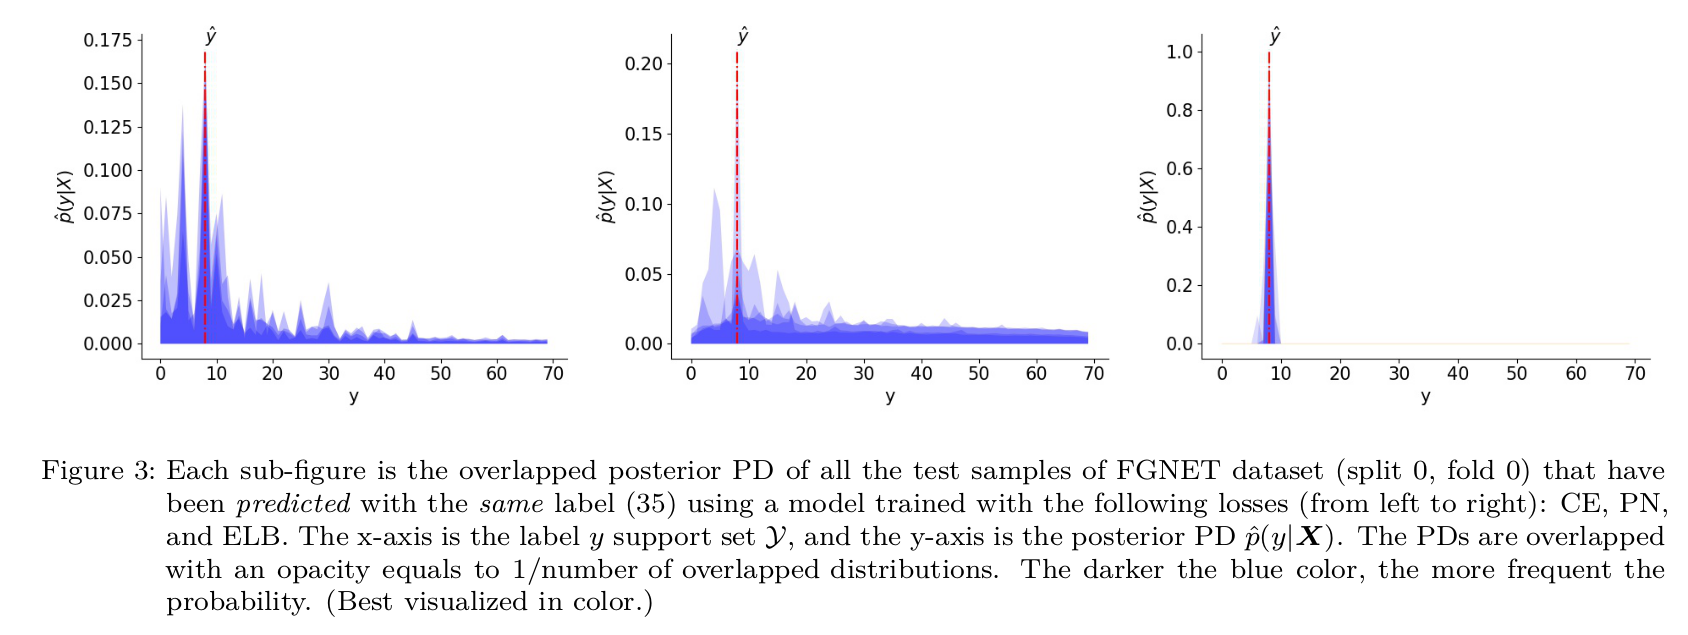 ŷ
0.175
0.150
0.125
0.100
0.075
0.050
0.025
0.000
p̂(y|X)
0 10 20 30 40 50 60 70
y
ŷ
0.20
0.15
0.10
0.05
0.00
p̂(y|X)
0 10 20 30 40 50 60 70
y
ŷ
1.0
0.8
0.6
0.4
0.2
0.0
p̂(y|X)
0 10 20 30 40 50 60 70
y
Figure 3: Each sub-figure is the overlapped posterior PD of all the test samples of FGNET dataset (split 0, fold 0) that have
been predicted with the same label (35) using a model trained with the following losses (from left to right): CE, PN,
and ELB. The x-axis is the label y support set 𝒴, and the y-axis is the posterior PD p̂(y|X). The PDs are overlapped
with an opacity equals to 1/number of overlapped distributions. The darker the blue color, the more frequent the
probability. (Best visualized in color.)